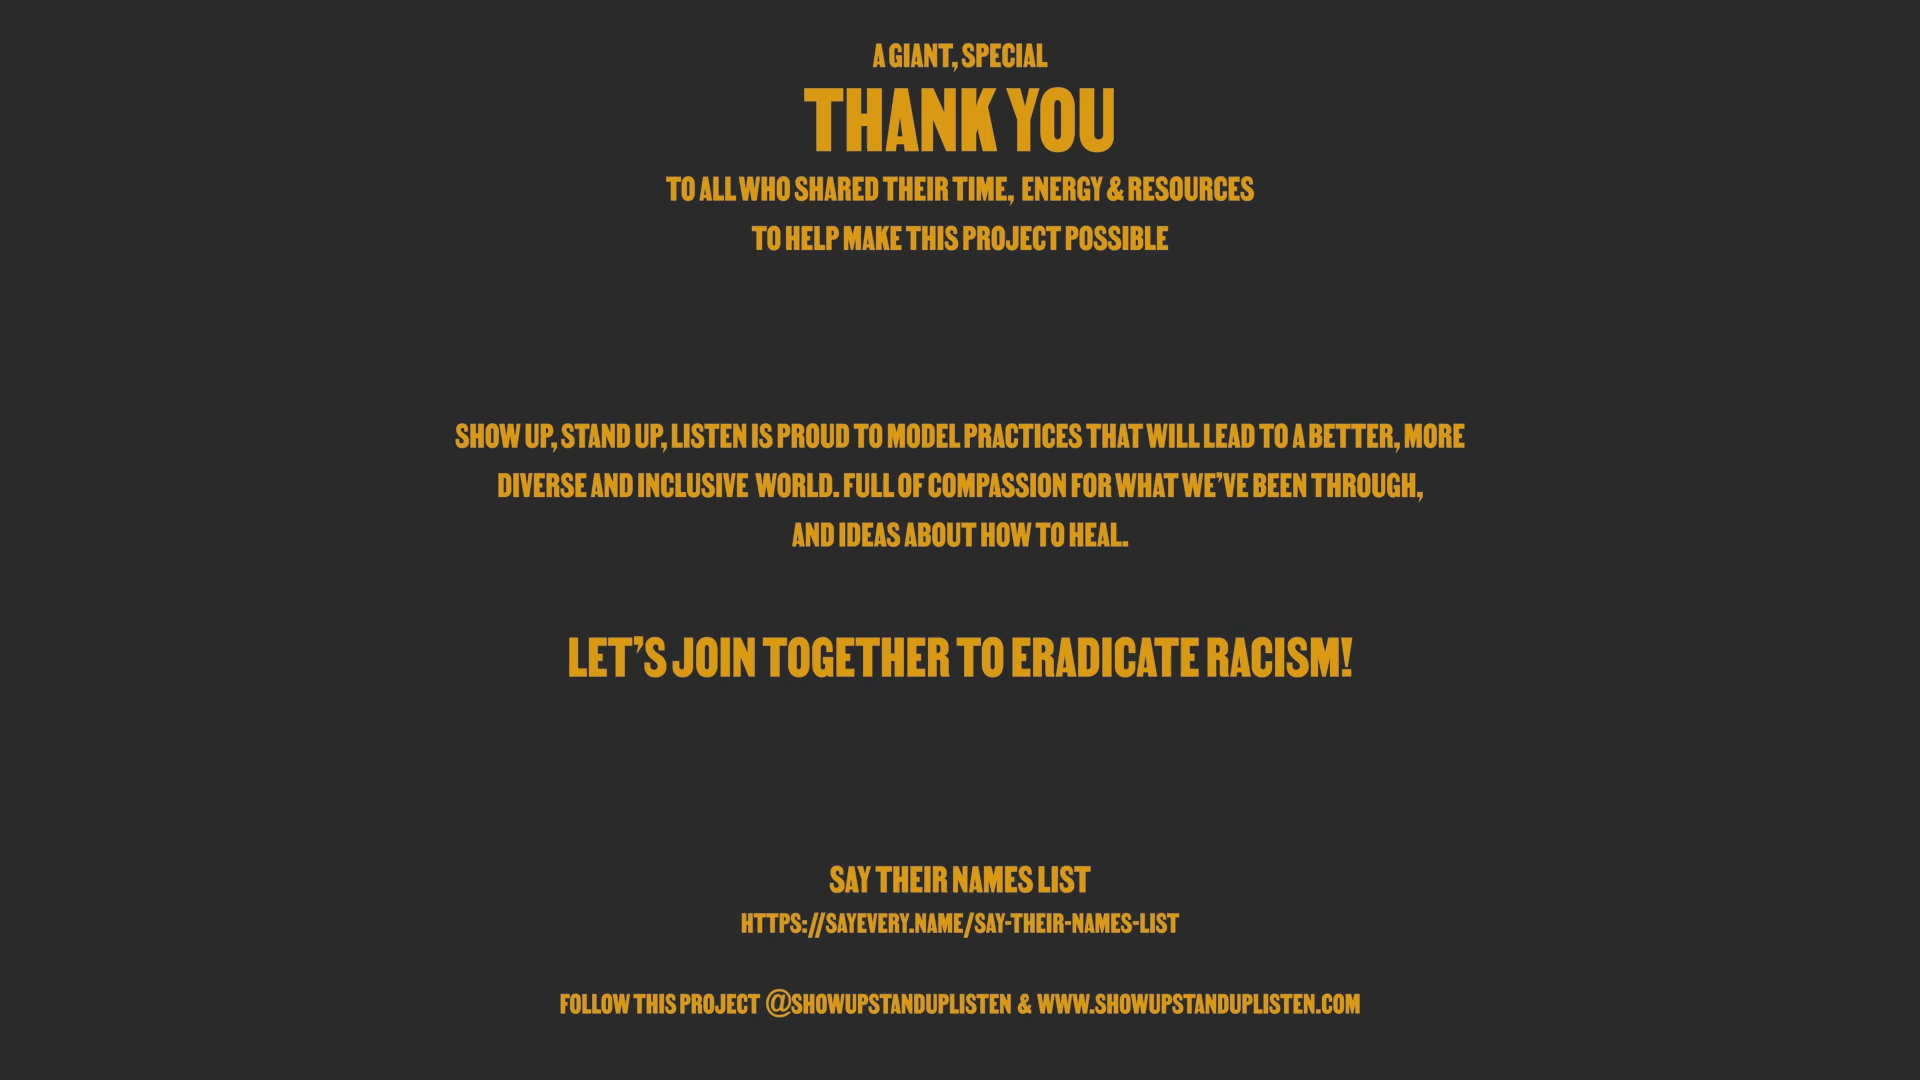 A GIANT, SPECIAL
THANK YOU
TO ALL WHO SHARED THEIR TIME, ENERGY & RESOURCES
TO HELP MAKE THIS PROJECT POSSIBLE
SHOW UP, STAND UP, LISTEN IS PROUD TO MODEL PRACTICES THAT WILL LEAD TO A BETTER, MORE
DIVERSE AND INCLUSIVE WORLD. FULL OF COMPASSION FOR WHAT WE'VE BEEN THROUGH,
AND IDEAS ABOUT HOW TO HEAL.
LET'S JOIN TOGETHER TO ERADICATE RACISM!
SAY THEIR NAMES LIST
HTTPS://SAYEVERY.NAME/SAY-THEIR-NAMES-LIST
FOLLOW THIS PROJECT @SHOWUPSTANDUPLISTEN & WWW.SHOWUPSTANDUPLISTEN.COM